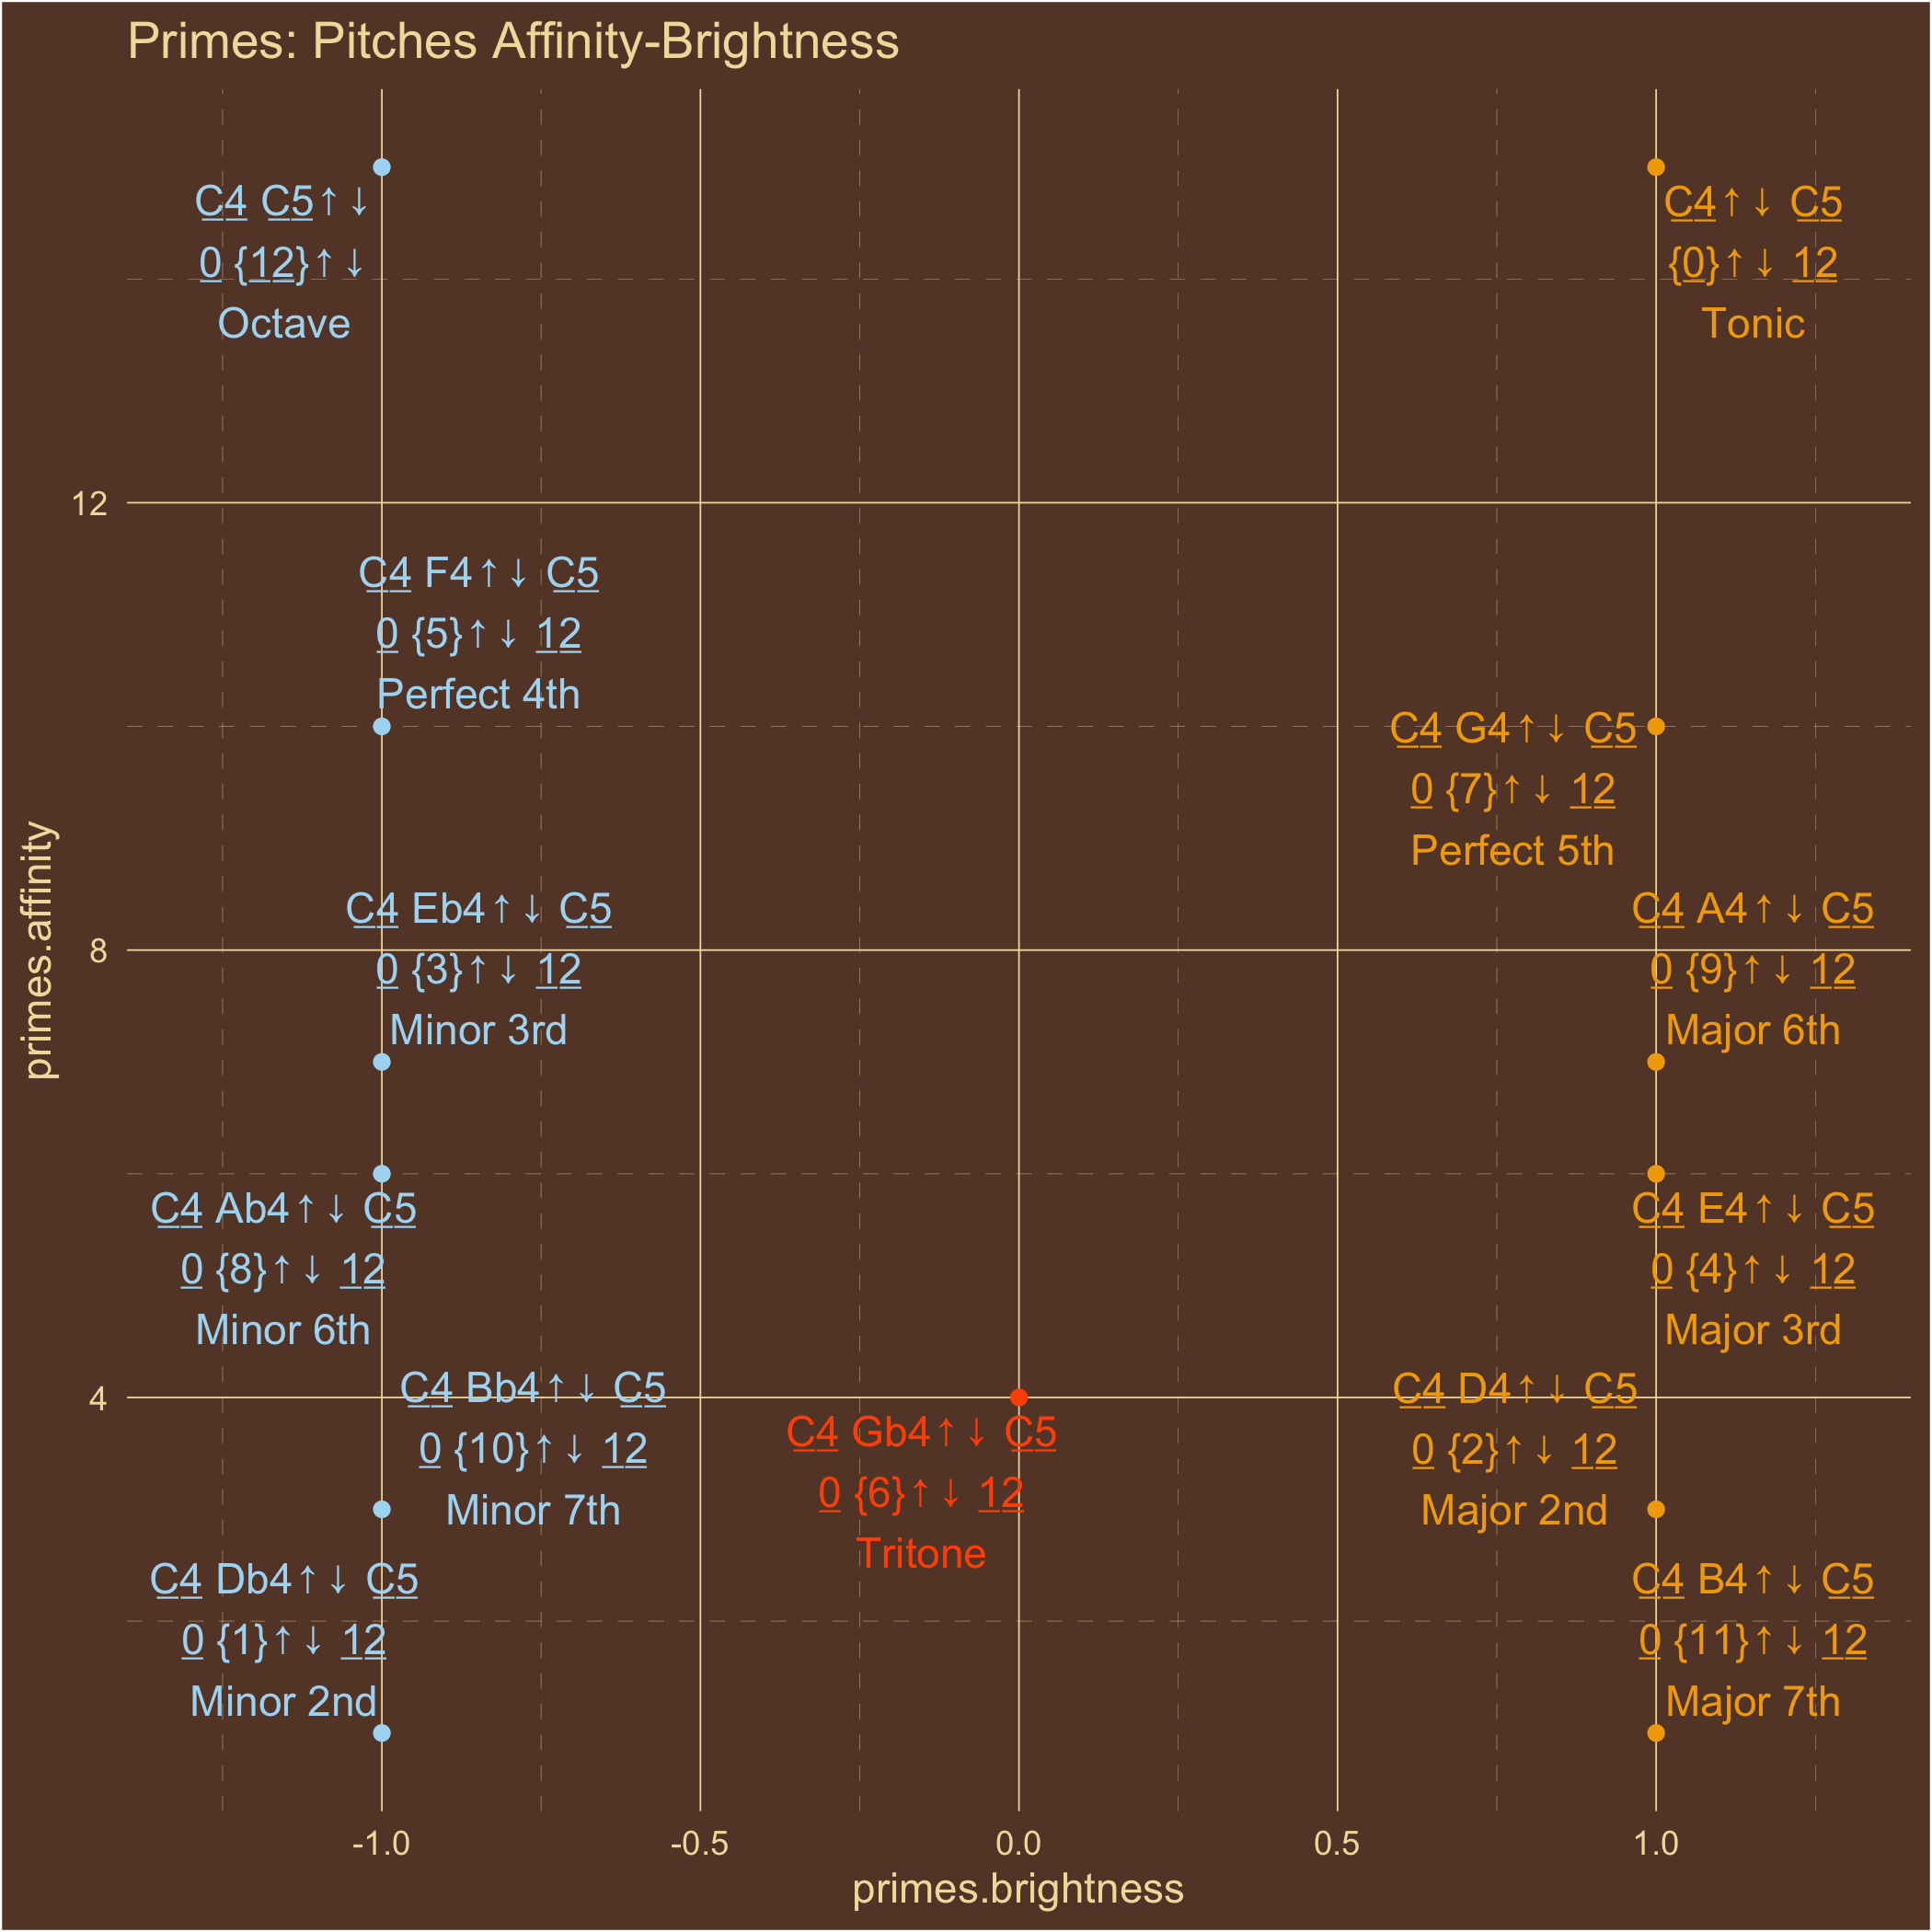 Primes: Pitches Affinity-Brightness
C4 C5↑↓
0 {12}↑↓
Octave
C4↑↓ C5
{0}↑↓ 12
Tonic
12
C4 F4↑↓ C5
0 {5}↑↓ 12
Perfect 4th
C4 G4↑↓ C5
0 {7}↑↓ 12
Perfect 5th
primes.affinity
C4 Eb4↑↓ C5
0 {3}↑↓ 12
Minor 3rd
C4 A4↑↓ C5
0 {9}↑↓ 12
Major 6th
8
C4 Ab4↑↓ C5
0 {8}↑↓ 12
Minor 6th
C4 E4↑↓ C5
0 {4}↑↓ 12
Major 3rd
4
C4 Bb4↑↓ C5
0 {10}↑↓ 12
Minor 7th
C4 Gb4↑↓ C5
0 {6}↑↓ 12
Tritone
C4 D4↑↓ C5
0 {2}↑↓ 12
Major 2nd
C4 Db4↑↓ C5
0 {1}↑↓ 12
Minor 2nd
C4 B4↑↓ C5
0 {11}↑↓ 12
Major 7th
-1.0
-0.5
0.0
0.5
1.0
primes.brightness